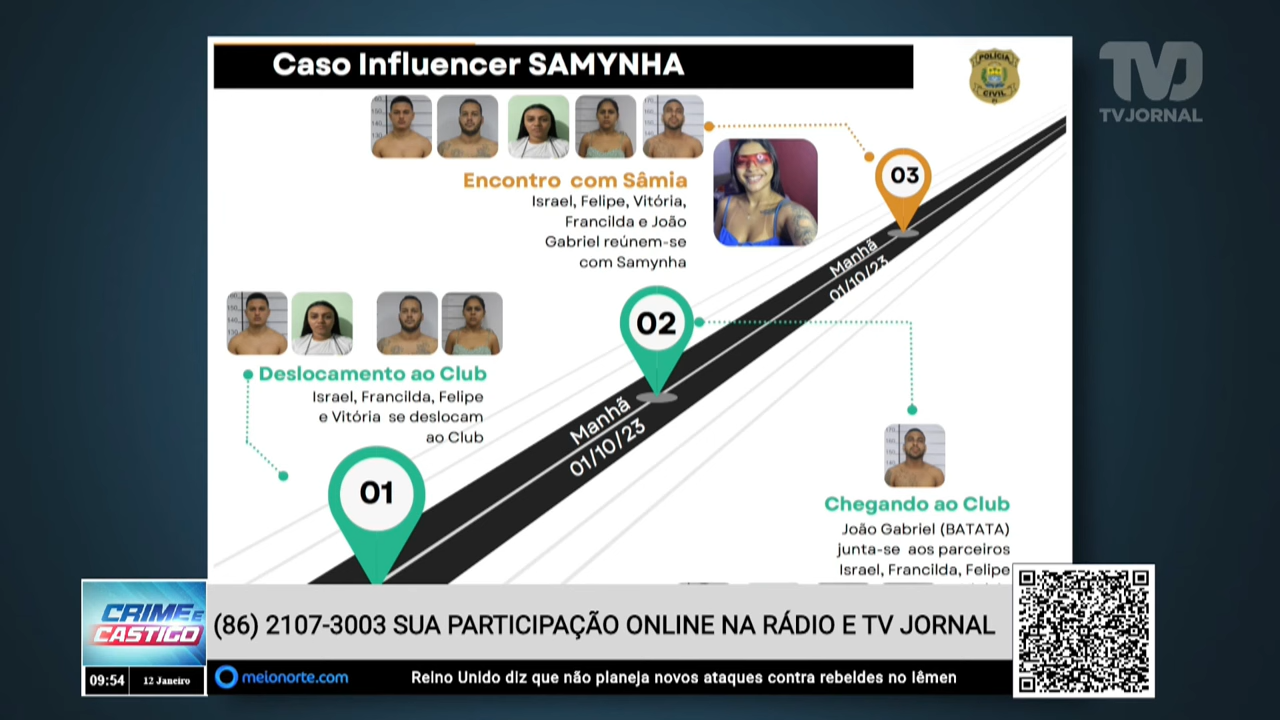 Caso Influencer SAMYNHA
POLÍCIA
CIVIL
TVJ
TVJORNAL
Encontro com Sâmia
Israel, Felipe, Vitória,
Francilda e João
Gabriel reúnem-se
com Samynha
03
Manhã
01/10/23
02
Deslocamento ao Club
Israel, Francilda, Felipe
e Vitória se deslocam
ao Club
Manhã
01/10/23
01
Chegando ao Club
João Gabriel (BATATA)
junta-se aos parceiros
Israel, Francilda, Felipe
CRIME E
CASTIGO
(86) 2107-3003 SUA PARTICIPAÇÃO ONLINE NA RÁDIO E TV JORNAL
09:54
12 Janeiro
meionorte.com
Reino Unido diz que não planeja novos ataques contra rebeldes no Iêmen